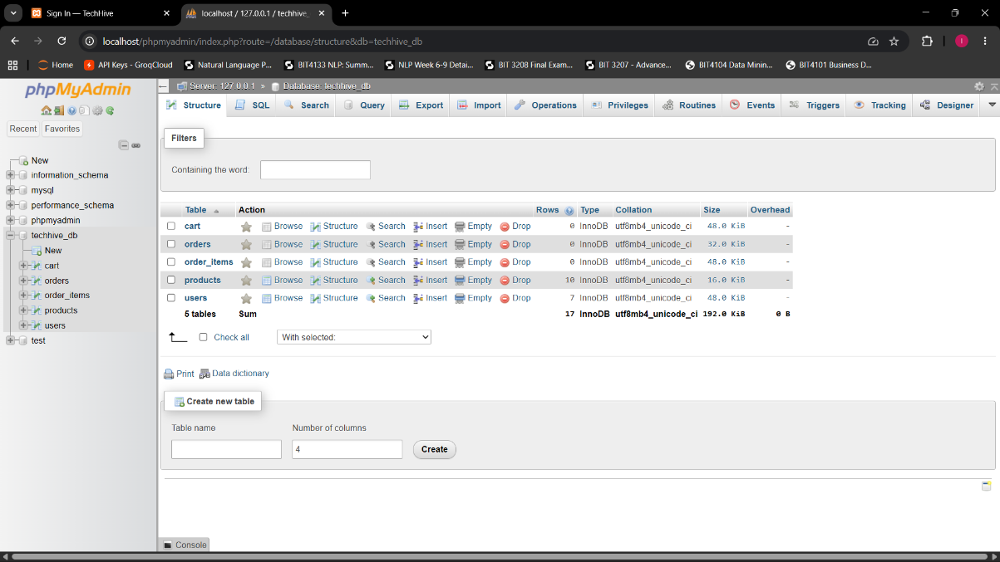 Sign In — TechHive
localhost / 127.0.0.1 / techhive_
localhost/phpmyadmin/index.php?route=/database/structure&db=techhive_db
I
Home API Keys - GroqCloud Natural Language P... BIT4133 NLP: Summ... NLP Week 6-9 Detai... BIT 3208 Final Exam... BIT 3207 - Advance... BIT4104 Data Minin... BIT4101 Business D...
phpMyAdmin
Recent Favorites
New
information_schema
mysql
performance_schema
phpmyadmin
techhive_db
New
cart
orders
order_items
products
users
test
Server: 127.0.0.1 » Database: techhive_db
Structure SQL Search Query Export Import Operations Privileges Routines Events Triggers Tracking Designer
Filters
Containing the word:
Table Action Rows Type Collation Size Overhead
cart Browse Structure Search Insert Empty Drop 0 InnoDB utf8mb4_unicode_ci 48.0 KiB -
orders Browse Structure Search Insert Empty Drop 0 InnoDB utf8mb4_unicode_ci 32.0 KiB -
order_items Browse Structure Search Insert Empty Drop 0 InnoDB utf8mb4_unicode_ci 48.0 KiB -
products Browse Structure Search Insert Empty Drop 10 InnoDB utf8mb4_unicode_ci 16.0 KiB -
users Browse Structure Search Insert Empty Drop 7 InnoDB utf8mb4_unicode_ci 48.0 KiB -
5 tables Sum 17 InnoDB utf8mb4_unicode_ci 192.0 KiB 0 B
Check all With selected:
Print Data dictionary
Create new table
Table name Number of columns
4 Create
Console